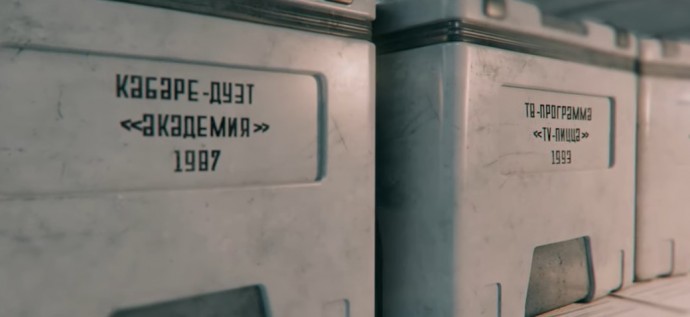 КАБАРЕ-ДУЭТ
«АКАДЕМИЯ»
1987
ТВ-ПРОГРАММА
«TV-ПИЦЦА»
1993